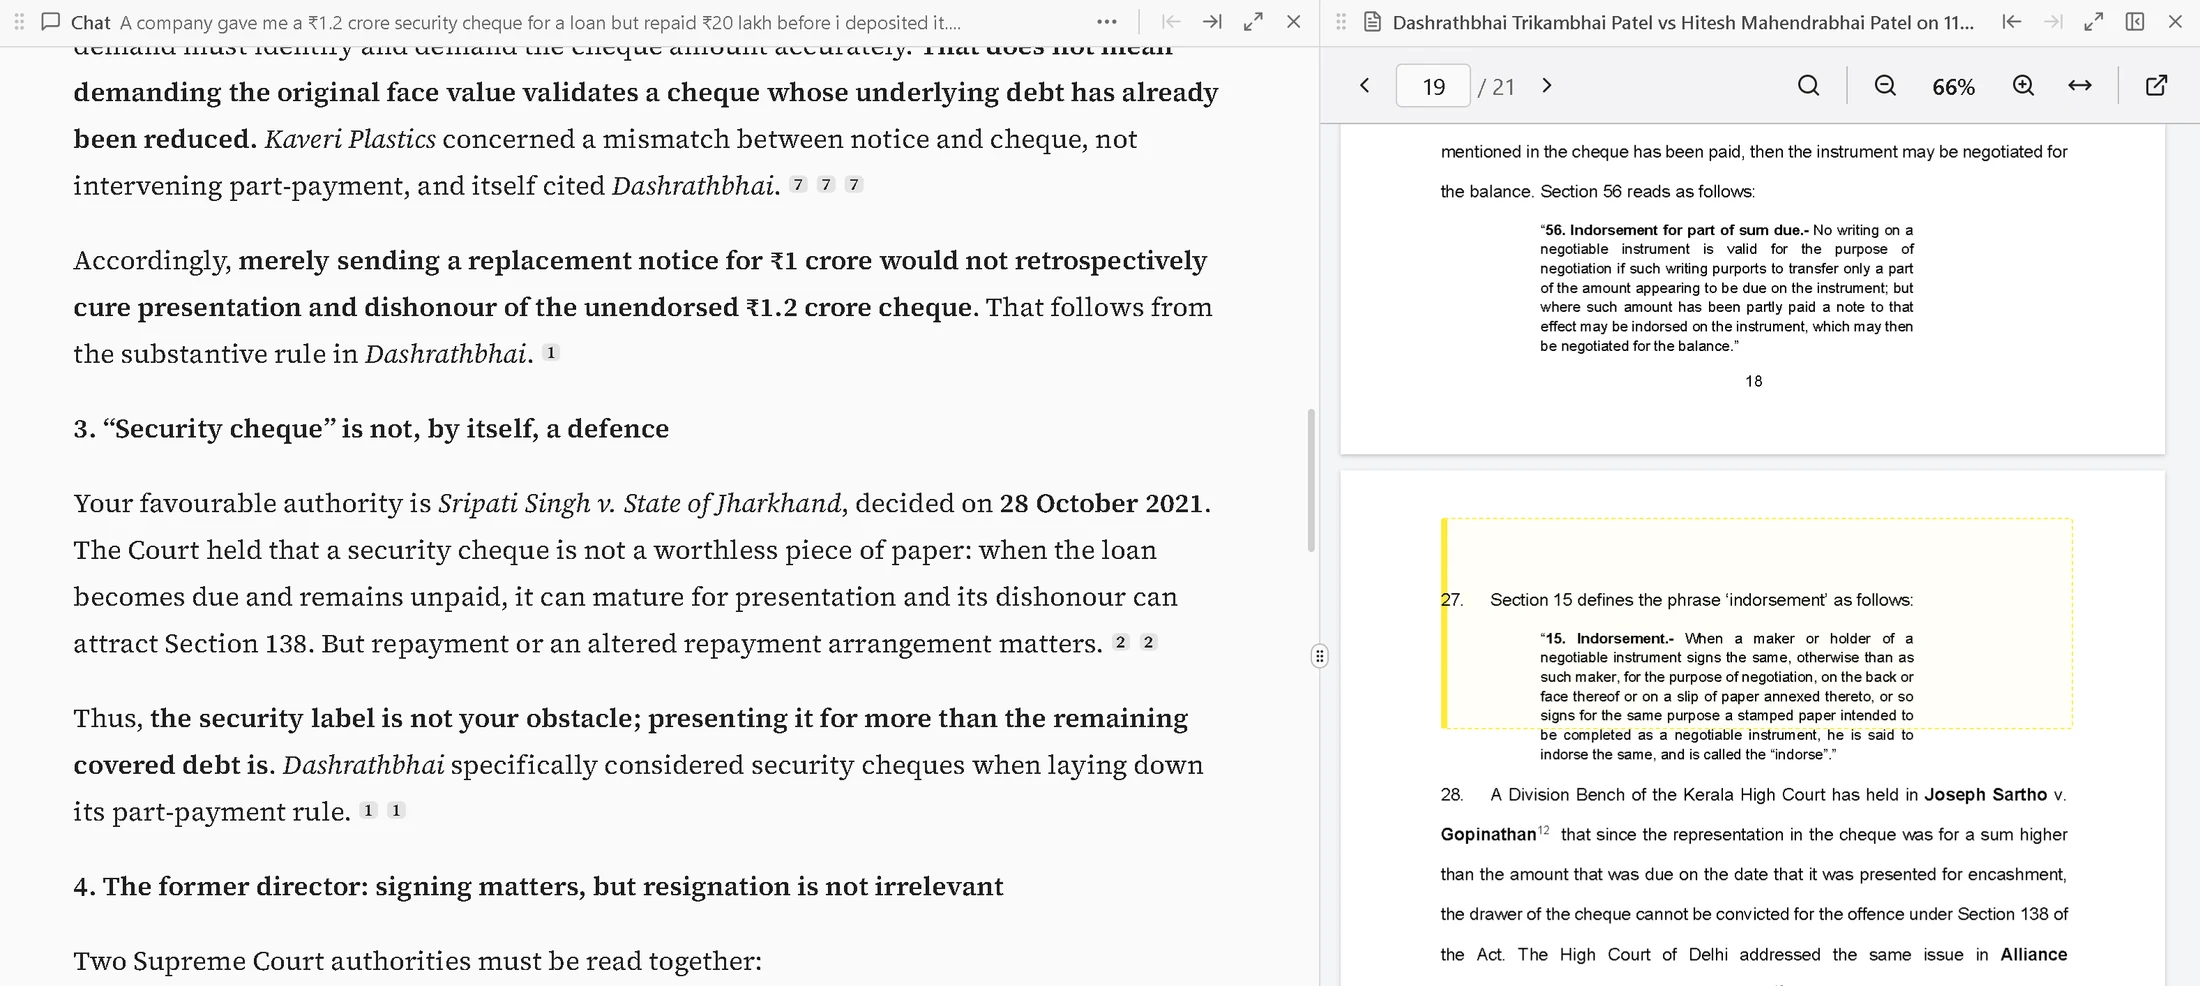 Chat A company gave me a ₹1.2 crore security cheque for a loan but repaid ₹20 lakh before i deposited it....
demand must identify and demand the cheque amount accurately. That does not mean
demanding the original face value validates a cheque whose underlying debt has already
been reduced. Kaveri Plastics concerned a mismatch between notice and cheque, not
intervening part-payment, and itself cited Dashrathbhai. 7 7 7
Accordingly, merely sending a replacement notice for ₹1 crore would not retrospectively
cure presentation and dishonour of the unendorsed ₹1.2 crore cheque. That follows from
the substantive rule in Dashrathbhai. 1
3. “Security cheque” is not, by itself, a defence
Your favourable authority is Sripati Singh v. State of Jharkhand, decided on 28 October 2021.
The Court held that a security cheque is not a worthless piece of paper: when the loan
becomes due and remains unpaid, it can mature for presentation and its dishonour can
attract Section 138. But repayment or an altered repayment arrangement matters. 2 2
Thus, the security label is not your obstacle; presenting it for more than the remaining
covered debt is. Dashrathbhai specifically considered security cheques when laying down
its part-payment rule. 1 1
4. The former director: signing matters, but resignation is not irrelevant
Two Supreme Court authorities must be read together:
Dashrathbhai Trikambhai Patel vs Hitesh Mahendrabhai Patel on 11...
19 / 21
66%
mentioned in the cheque has been paid, then the instrument may be negotiated for
the balance. Section 56 reads as follows:
“56. Indorsement for part of sum due.- No writing on a
negotiable instrument is valid for the purpose of
negotiation if such writing purports to transfer only a part
of the amount appearing to be due on the instrument; but
where such amount has been partly paid a note to that
effect may be indorsed on the instrument, which may then
be negotiated for the balance.”
18
27. Section 15 defines the phrase ‘indorsement’ as follows:
“15. Indorsement.- When a maker or holder of a
negotiable instrument signs the same, otherwise than as
such maker, for the purpose of negotiation, on the back or
face thereof or on a slip of paper annexed thereto, or so
signs for the same purpose a stamped paper intended to
be completed as a negotiable instrument, he is said to
indorse the same, and is called the “indorse”.”
28. A Division Bench of the Kerala High Court has held in Joseph Sartho v.
Gopinathan12 that since the representation in the cheque was for a sum higher
than the amount that was due on the date that it was presented for encashment,
the drawer of the cheque cannot be convicted for the offence under Section 138 of
the Act. The High Court of Delhi addressed the same issue in Alliance